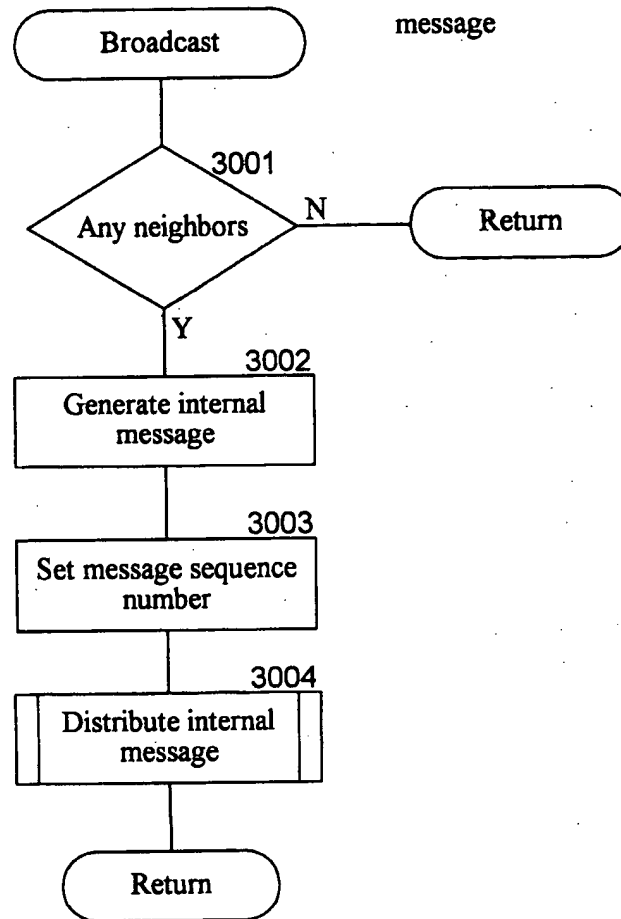 Broadcast
message
3001
Any neighbors
N
Return
Y
3002
Generate internal
message
3003
Set message sequence
number
3004
Distribute internal
message
Return